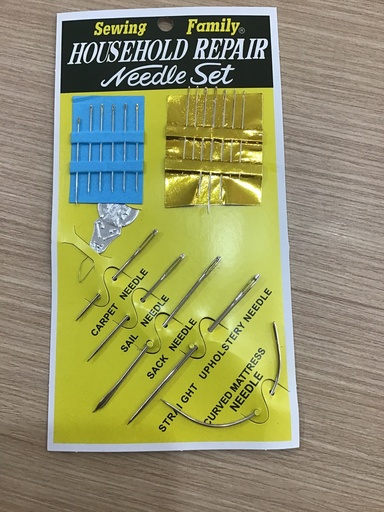 Sewing Family®
HOUSEHOLD REPAIR
Needle Set
CARPET NEEDLE
SAIL NEEDLE
SACK NEEDLE
STRAIGHT UPHOLSTERY NEEDLE
CURVED MATTRESS
NEEDLE